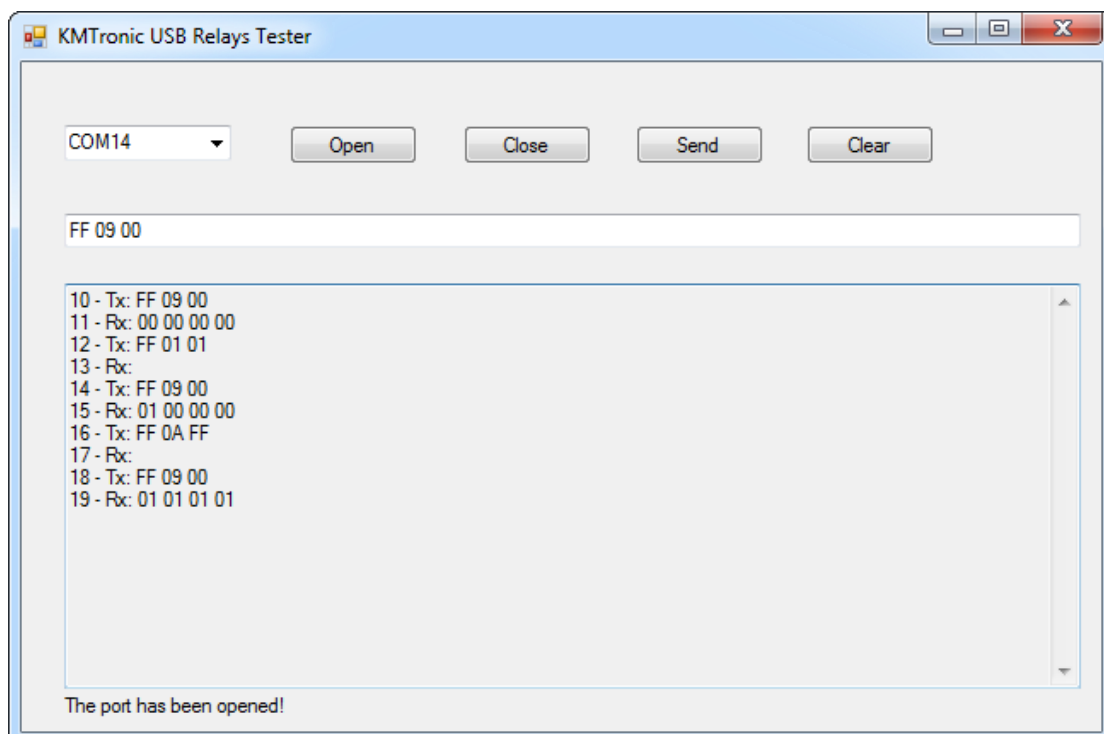 KMTronic USB Relays Tester
COM14 Open Close Send Clear
FF 09 00
10 - Tx: FF 09 00
11 - Rx: 00 00 00 00
12 - Tx: FF 01 01
13 - Rx:
14 - Tx: FF 09 00
15 - Rx: 01 00 00 00
16 - Tx: FF 0A FF
17 - Rx:
18 - Tx: FF 09 00
19 - Rx: 01 01 01 01
The port has been opened!